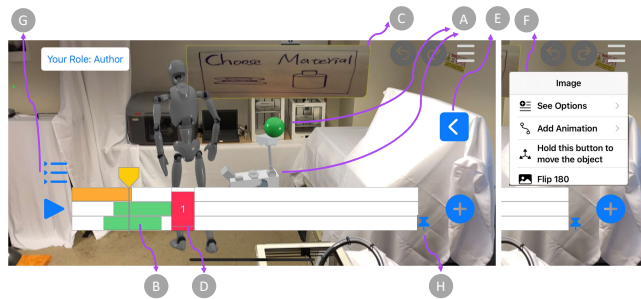 G
C
A
E
F
Your Role: Author
Choose Material
Image
See Options
Add Animation
Hold this button to
move the object
Flip 180
1
B
D
H